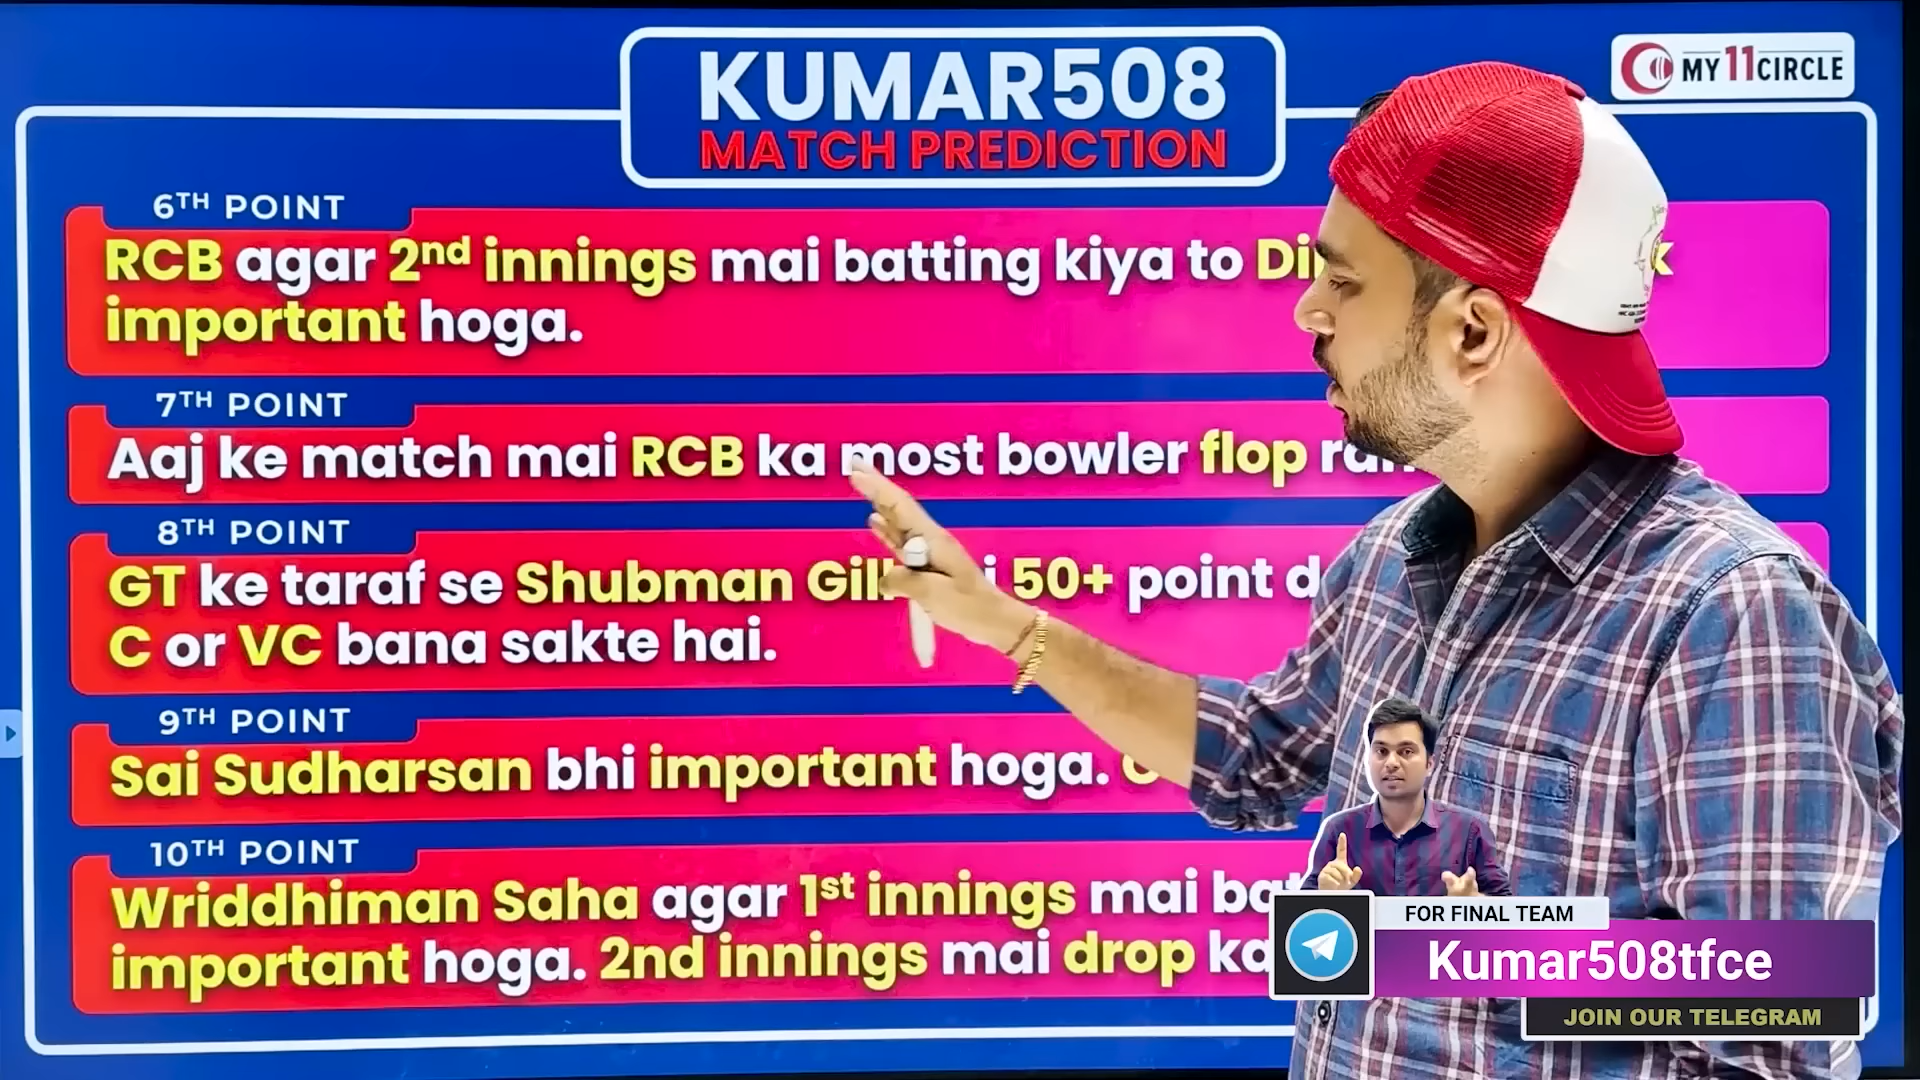 KUMAR508
MATCH PREDICTION
MY11CIRCLE
6TH POINT
RCB agar 2nd innings mai batting kiya to
important hoga.
7TH POINT
Aaj ke match mai RCB ka most bowler flop
8TH POINT
GT ke taraf se Shubman Gill 50+ point
C or VC bana sakte hai.
9TH POINT
Sai Sudharsan bhi important hoga.
10TH POINT
Wriddhiman Saha agar 1st innings mai
important hoga. 2nd innings mai drop
FOR FINAL TEAM
Kumar508tfce
JOIN OUR TELEGRAM